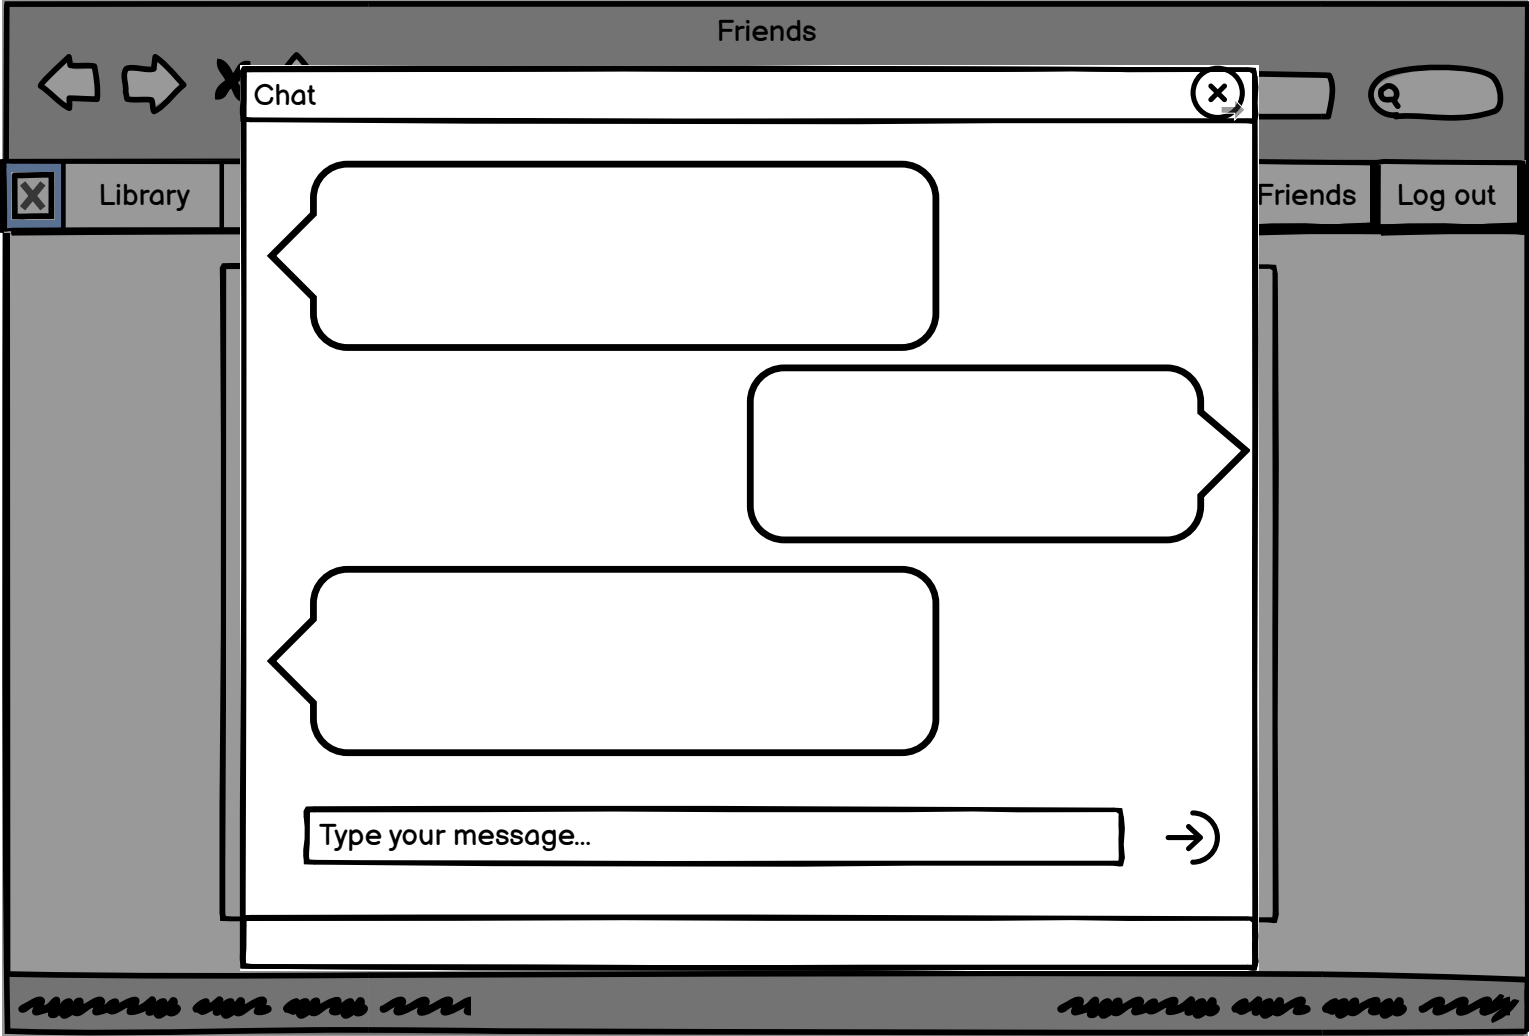 Friends
Chat
Library
Friends
Log out
Type your message...